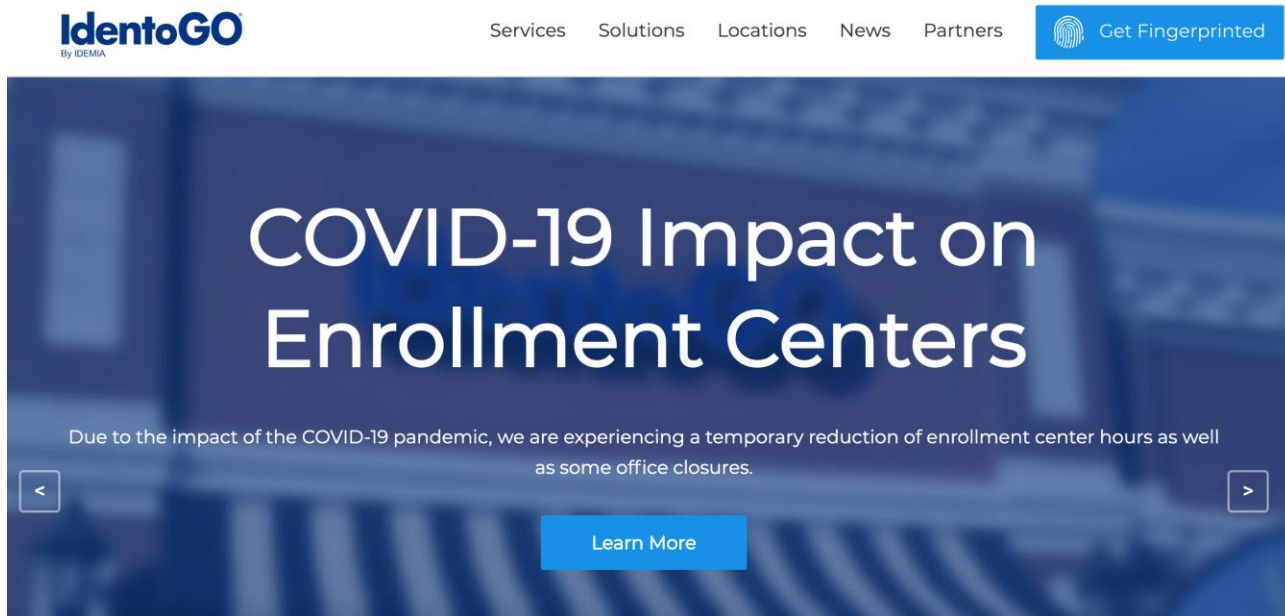 IdentoGO
By IDEMIA
Services Solutions Locations News Partners Get Fingerprinted
COVID-19 Impact on
Enrollment Centers
Due to the impact of the COVID-19 pandemic, we are experiencing a temporary reduction of enrollment center hours as well
as some office closures.
< >
Learn More